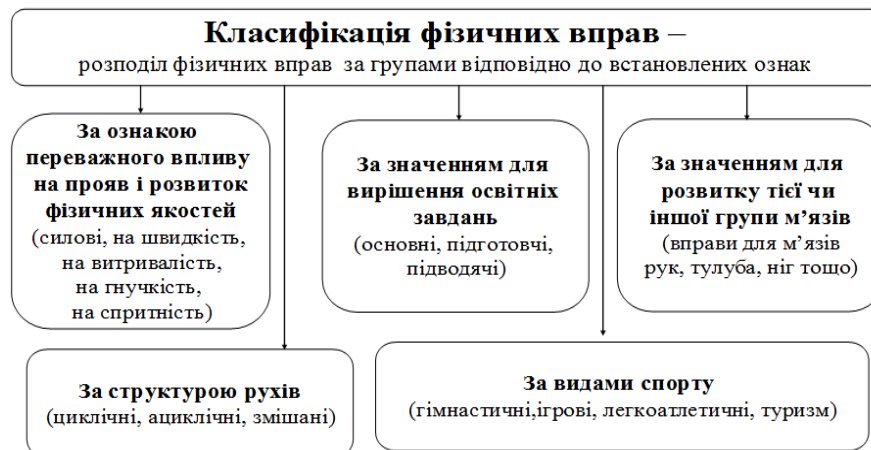 Класифікація фізичних вправ –
розподіл фізичних вправ за групами відповідно до встановлених ознак
За ознакою
переважного впливу
на прояв і розвиток
фізичних якостей
(силові, на швидкість,
на витривалість,
на гнучкість,
на спритність)
За значенням для
вирішення освітніх
завдань
(основні, підготовчі,
підводячі)
За значенням для
розвитку тієї чи
іншої групи м’язів
(вправи для м’язів
рук, тулуба, ніг тощо)
За структурою рухів
(циклічні, ациклічні, змішані)
За видами спорту
(гімнастичні,ігрові, легкоатлетичні, туризм)